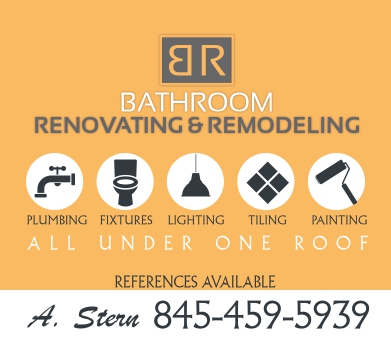 BR
BATHROOM
RENOVATING & REMODELING
PLUMBING FIXTURES LIGHTING TILING PAINTING
ALL UNDER ONE ROOF
REFERENCES AVAILABLE
A. Stern 845-459-5939